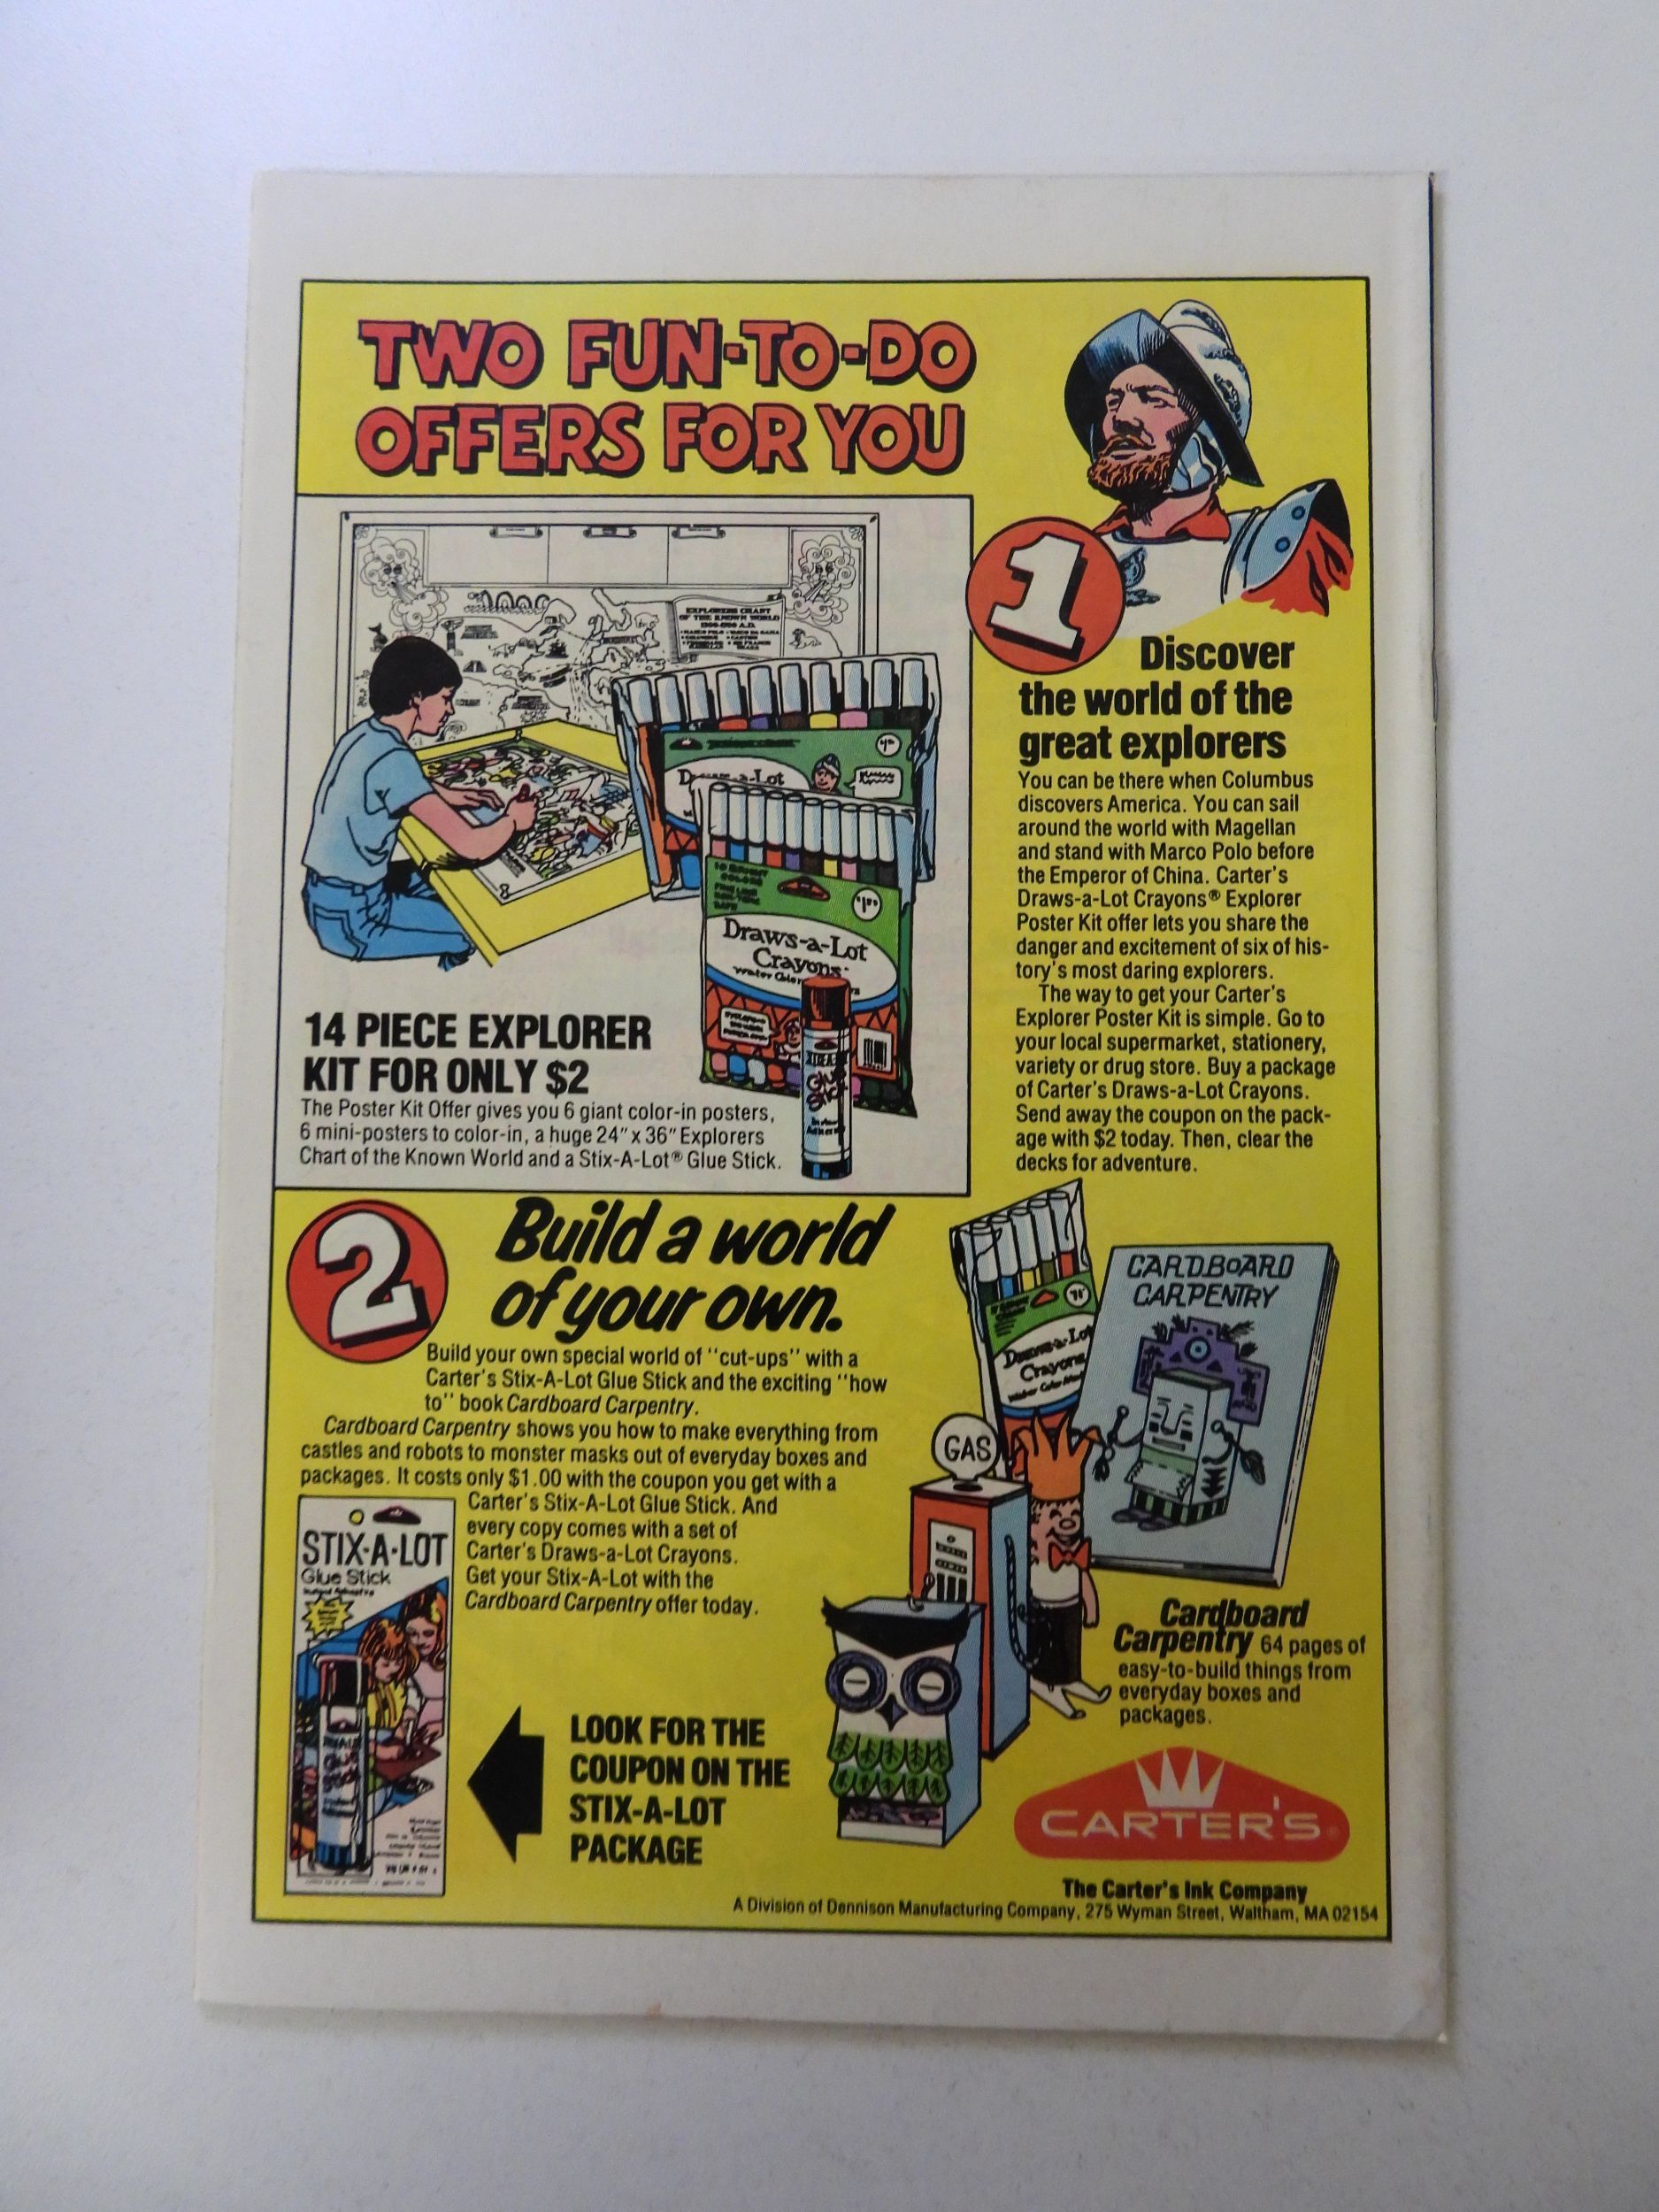 TWO FUN-TO-DO
OFFERS FOR YOU
EXPLORERS CHART
OF THE KNOWN WORLD
1
Discover
the world of the
great explorers
You can be there when Columbus
discovers America. You can sail
around the world with Magellan
and stand with Marco Polo before
the Emperor of China. Carter's
Draws-a-Lot Crayons® Explorer
Poster Kit offer lets you share the
danger and excitement of six of his-
tory's most daring explorers.
The way to get your Carter's
Explorer Poster Kit is simple. Go to
your local supermarket, stationery,
variety or drug store. Buy a package
of Carter's Draws-a-Lot Crayons.
Send away the coupon on the pack-
age with $2 today. Then, clear the
decks for adventure.
Draws-a-Lot
Draws-a-Lot
Crayons
Water Color
Glue
Stick
14 PIECE EXPLORER
KIT FOR ONLY $2
The Poster Kit Offer gives you 6 giant color-in posters,
6 mini-posters to color-in, a huge 24" x 36" Explorers
Chart of the Known World and a Stix-A-Lot® Glue Stick.
2
Build a world
of your own.
Build your own special world of "cut-ups" with a
Carter's Stix-A-Lot Glue Stick and the exciting "how
to" book Cardboard Carpentry.
Cardboard Carpentry shows you how to make everything from
castles and robots to monster masks out of everyday boxes and
packages. It costs only $1.00 with the coupon you get with a
Carter's Stix-A-Lot Glue Stick. And
every copy comes with a set of
Carter's Draws-a-Lot Crayons.
Get your Stix-A-Lot with the
Cardboard Carpentry offer today.
STIX-A-LOT
Glue Stick
LOOK FOR THE
COUPON ON THE
STIX-A-LOT
PACKAGE
Draws-a-Lot
Crayons
CARDBOARD
CARPENTRY
GAS
Cardboard
Carpentry 64 pages of
easy-to-build things from
everyday boxes and
packages.
CARTER'S®
The Carter's Ink Company
A Division of Dennison Manufacturing Company, 275 Wyman Street, Waltham, MA 02154